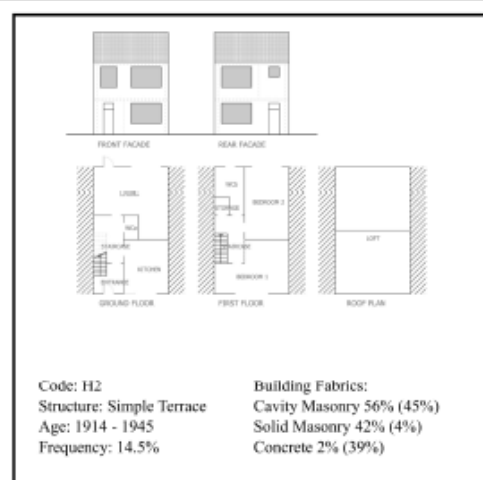 FRONT FACADE
REAR FACADE
LIVING
WC
STAIRCASE
KITCHEN
ENTRANCE
GROUND FLOOR
WC
STORAGE
BEDROOM 2
STAIRCASE
BEDROOM 1
FIRST FLOOR
LOFT
ROOF PLAN
Code: H2
Structure: Simple Terrace
Age: 1914 - 1945
Frequency: 14.5%
Building Fabrics:
Cavity Masonry 56% (45%)
Solid Masonry 42% (4%)
Concrete 2% (39%)